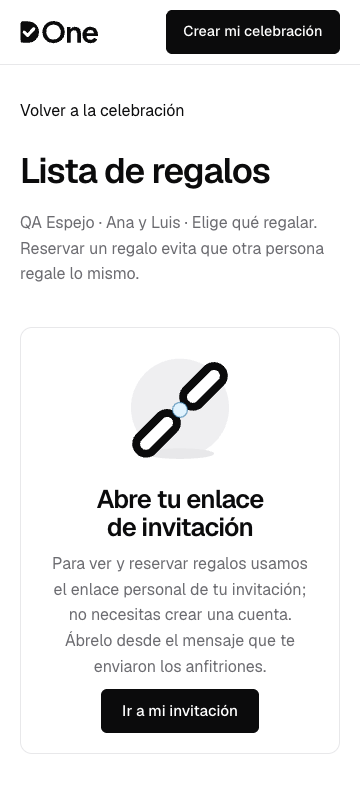 One
Crear mi celebración
Volver a la celebración
Lista de regalos
QA Espejo · Ana y Luis · Elige qué regalar.
Reservar un regalo evita que otra persona
regale lo mismo.
Abre tu enlace
de invitación
Para ver y reservar regalos usamos
el enlace personal de tu invitación;
no necesitas crear una cuenta.
Ábrelo desde el mensaje que te
enviaron los anfitriones.
Ir a mi invitación